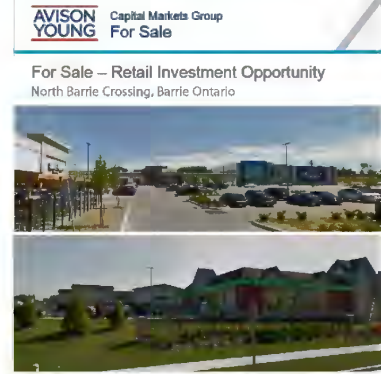 AVISON
YOUNG
Capital Markets Group
For Sale
For Sale – Retail Investment Opportunity
North Barrie Crossing, Barrie Ontario